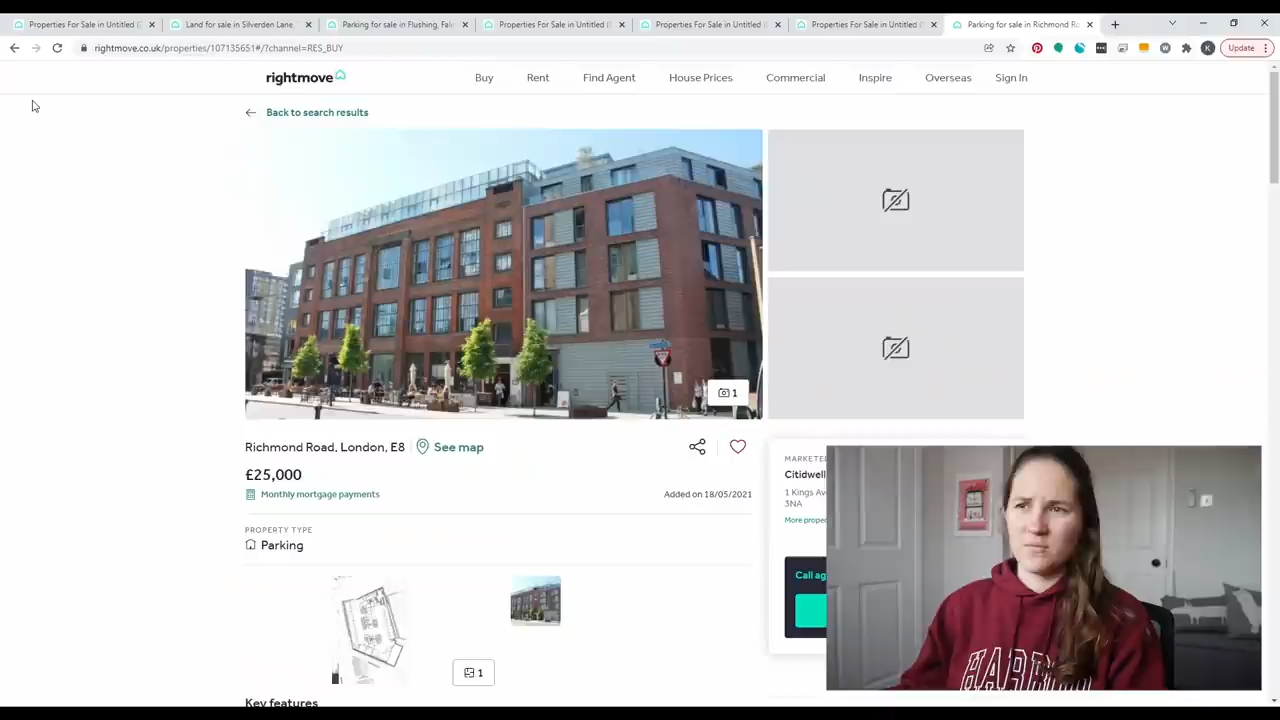 Properties For Sale in Untitled (
Land for sale in Silverden Lane,
Parking for sale in Flushing, Fal
Properties For Sale in Untitled (
Properties For Sale in Untitled (
Properties For Sale in Untitled (
Parking for sale in Richmond Ro
rightmove.co.uk/properties/107135651#/?channel=RES_BUY
K
Update
rightmove
Buy
Rent
Find Agent
House Prices
Commercial
Inspire
Overseas
Sign In
Back to search results
1
Richmond Road, London, E8
See map
£25,000
Monthly mortgage payments
Added on 18/05/2021
PROPERTY TYPE
Parking
1
Key features
MARKETE
Citidwell
1 Kings Av
3NA
More proper
Call ag
HARR